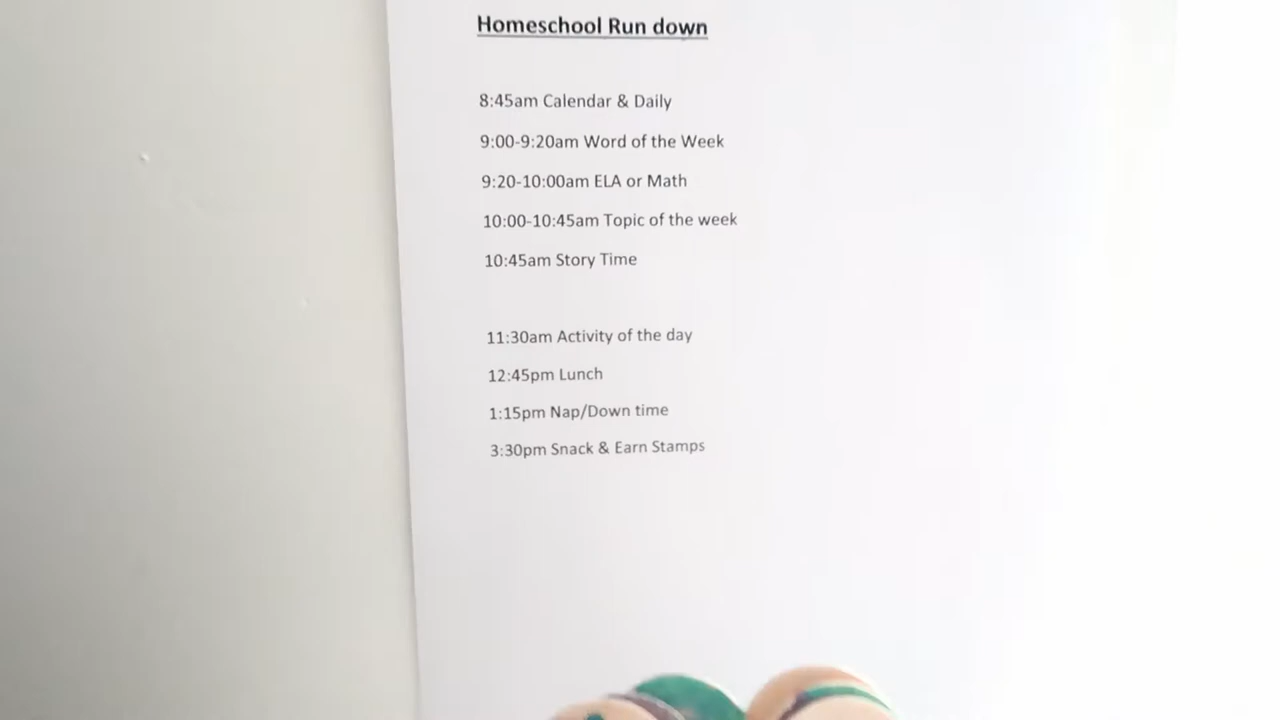 Homeschool Run down
8:45am Calendar & Daily
9:00-9:20am Word of the Week
9:20-10:00am ELA or Math
10:00-10:45am Topic of the week
10:45am Story Time
11:30am Activity of the day
12:45pm Lunch
1:15pm Nap/Down time
3:30pm Snack & Earn Stamps